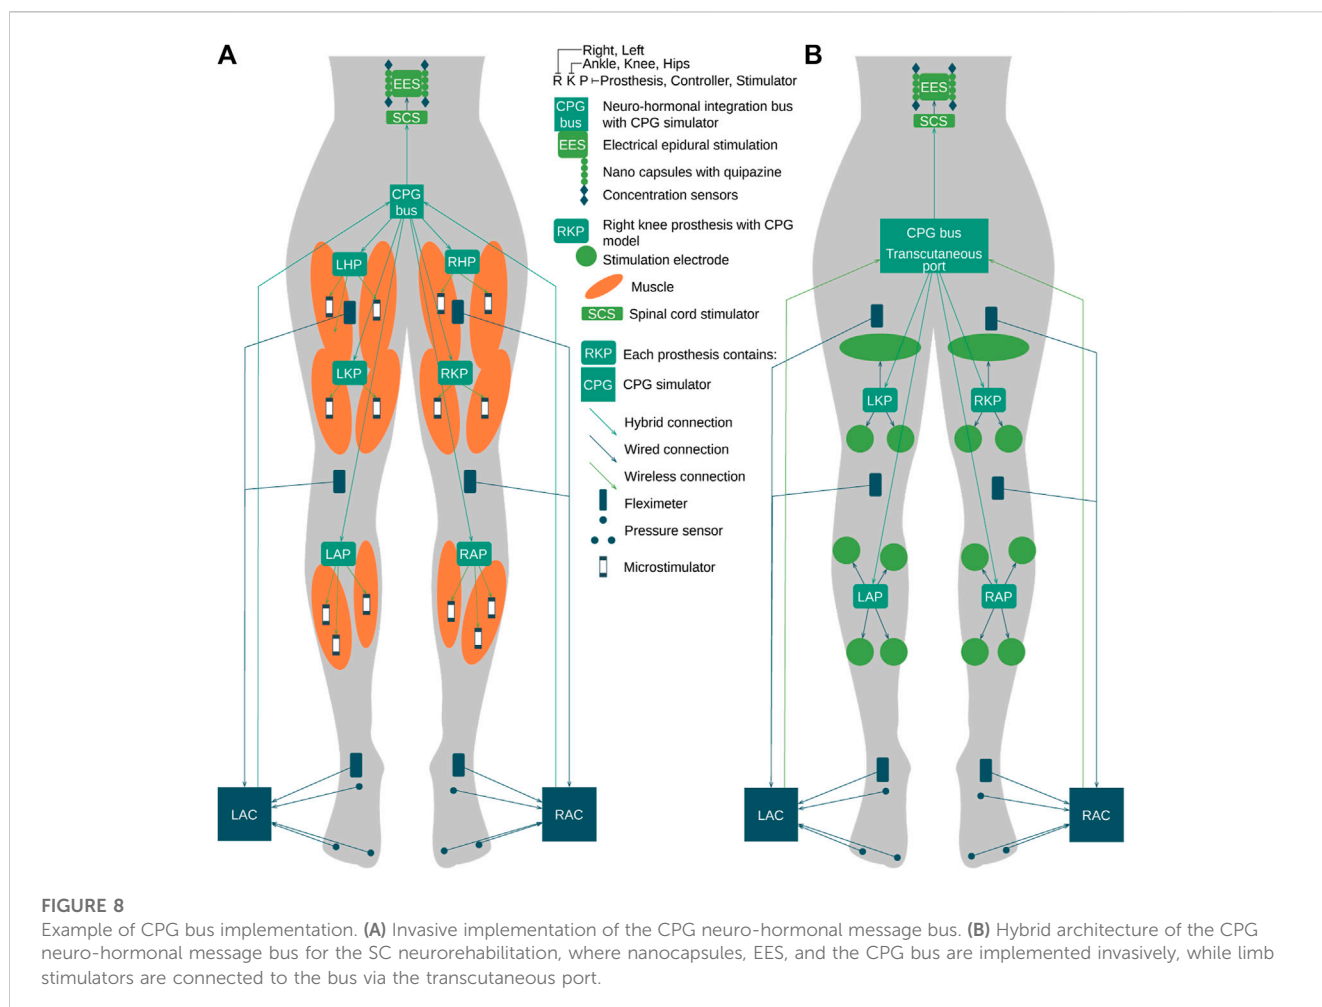 A
EES
SCS
CPG
bus
LHP
RHP
LKP
RKP
LAP
RAP
LAC
RAC
Right, Left
Ankle, Knee, Hips
R K P Prosthesis, Controller, Stimulator
CPG
bus
Neuro-hormonal integration bus
with CPG simulator
EES
Electrical epidural stimulation
Nano capsules with quipazine
Concentration sensors
RKP
Right knee prosthesis with CPG
model
Stimulation electrode
Muscle
SCS
Spinal cord stimulator
RKP
Each prosthesis contains:
CPG
CPG simulator
Hybrid connection
Wired connection
Wireless connection
Fleximeter
Pressure sensor
Microstimulator
B
EES
SCS
CPG bus
Transcutaneous
port
LKP
RKP
LAP
RAP
LAC
RAC
FIGURE 8
Example of CPG bus implementation. (A) Invasive implementation of the CPG neuro-hormonal message bus. (B) Hybrid architecture of the CPG
neuro-hormonal message bus for the SC neurorehabilitation, where nanocapsules, EES, and the CPG bus are implemented invasively, while limb
stimulators are connected to the bus via the transcutaneous port.